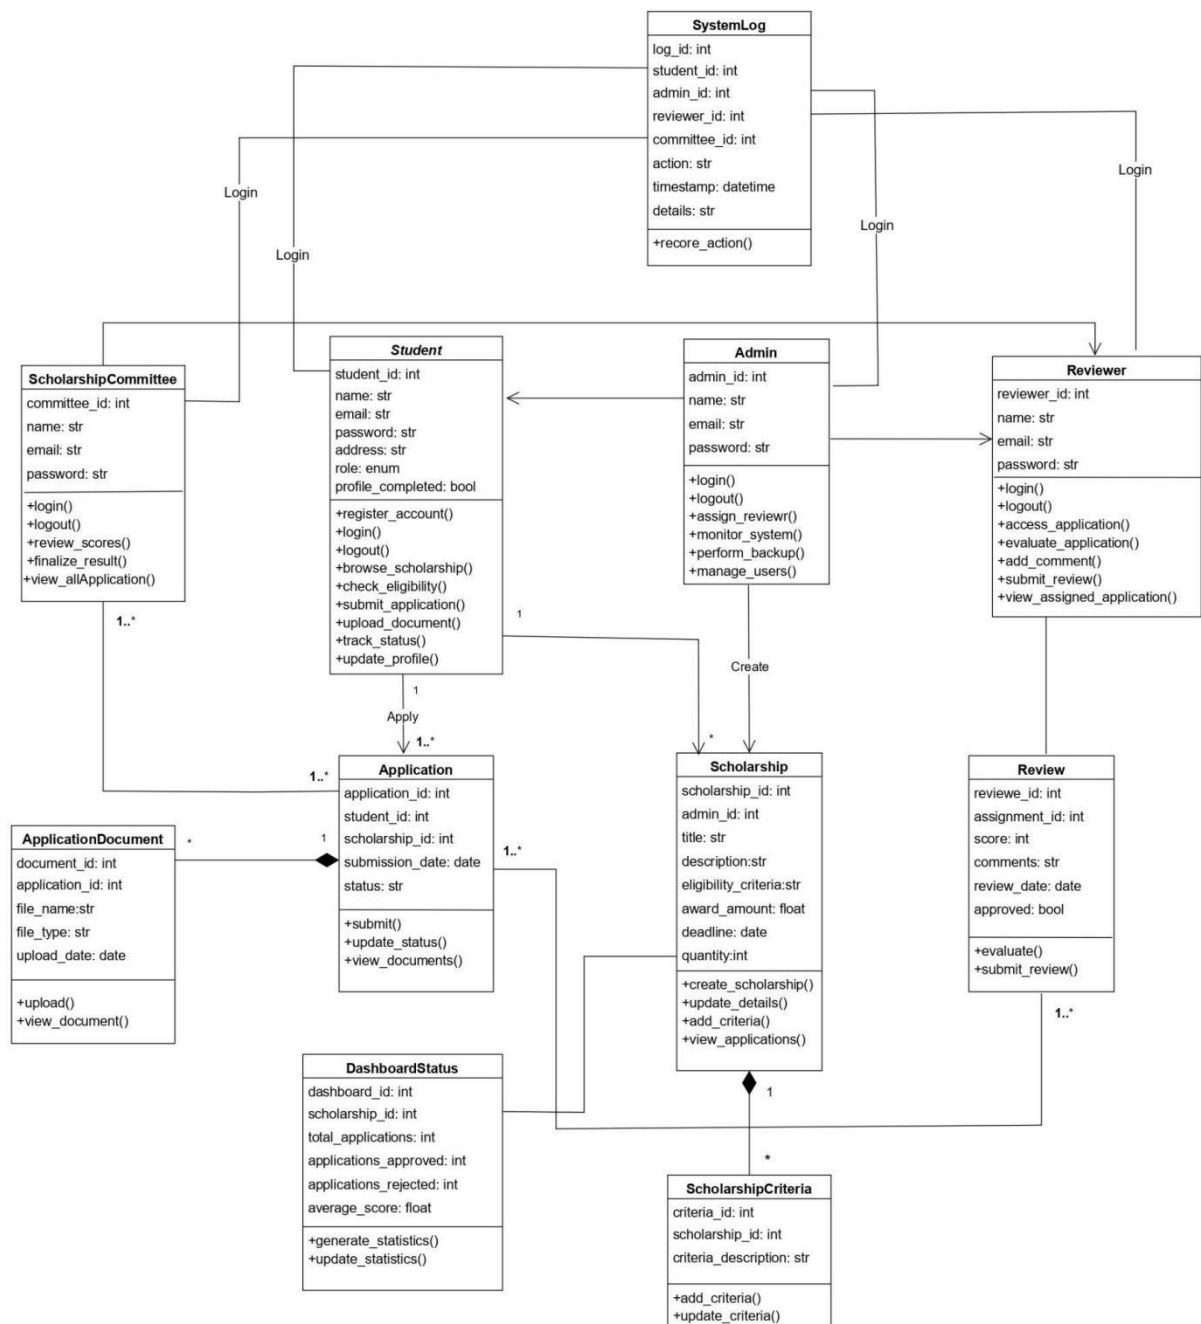 SystemLog
log_id: int
student_id: int
admin_id: int
reviewer_id: int
committee_id: int
action: str
timestamp: datetime
details: str
+recore_action()
Login
Login
Login
Login
ScholarshipCommittee
committee_id: int
name: str
email: str
password: str
+login()
+logout()
+review_scores()
+finalize_result()
+view_allApplication()
1..*
Student
student_id: int
name: str
email: str
password: str
address: str
role: enum
profile_completed: bool
+register_account()
+login()
+logout()
+browse_scholarship()
+check_eligibility()
+submit_application()
+upload_document()
+track_status()
+update_profile()
1
1
Apply
1..*
Admin
admin_id: int
name: str
email: str
password: str
+login()
+logout()
+assign_reviewr()
+monitor_system()
+perform_backup()
+manage_users()
Create
*
Reviewer
reviewer_id: int
name: str
email: str
password: str
+login()
+logout()
+access_application()
+evaluate_application()
+add_comment()
+submit_review()
+view_assigned_application()
ApplicationDocument
document_id: int
application_id: int
file_name:str
file_type: str
upload_date: date
+upload()
+view_document()
*
1
1..*
Application
application_id: int
student_id: int
scholarship_id: int
submission_date: date
status: str
+submit()
+update_status()
+view_documents()
1..*
Scholarship
scholarship_id: int
admin_id: int
title: str
description:str
eligibility_criteria:str
award_amount: float
deadline: date
quantity:int
+create_scholarship()
+update_details()
+add_criteria()
+view_applications()
1
*
Review
reviewe_id: int
assignment_id: int
score: int
comments: str
review_date: date
approved: bool
+evaluate()
+submit_review()
1..*
DashboardStatus
dashboard_id: int
scholarship_id: int
total_applications: int
applications_approved: int
applications_rejected: int
average_score: float
+generate_statistics()
+update_statistics()
ScholarshipCriteria
criteria_id: int
scholarship_id: int
criteria_description: str
+add_criteria()
+update_criteria()